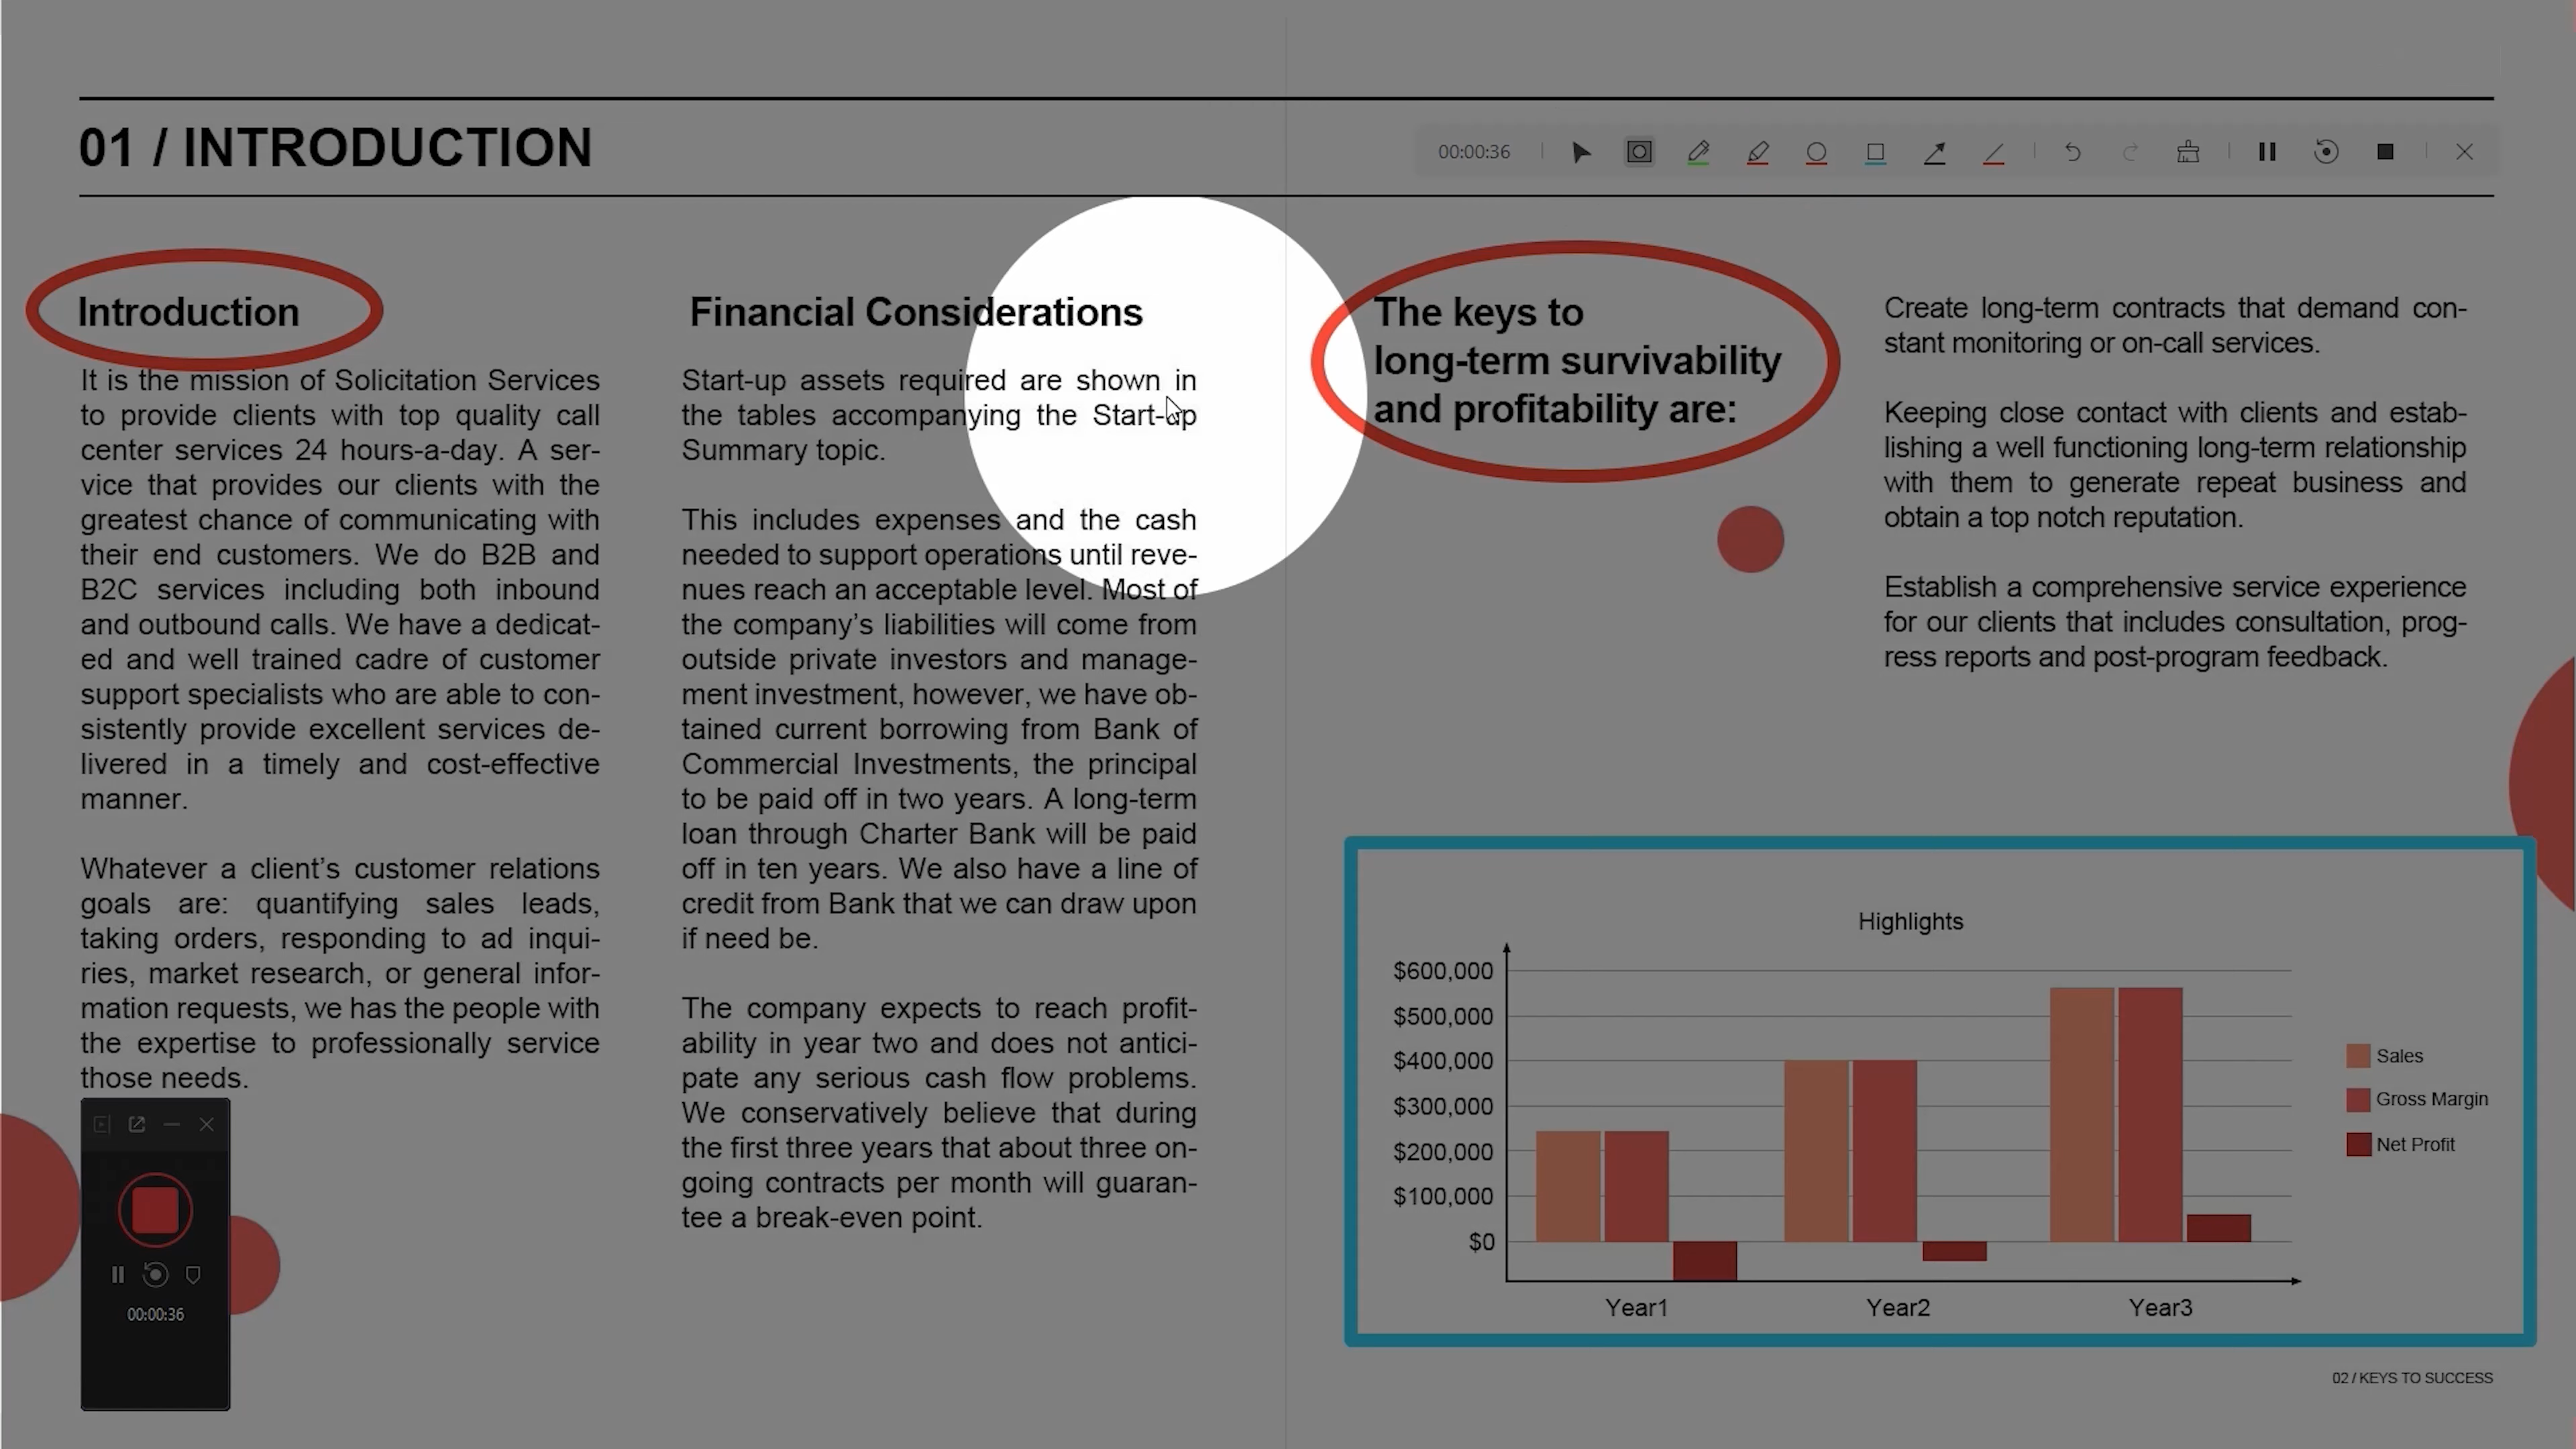 01 / INTRODUCTION
00:00:36
Introduction
It is the mission of Solicitation Services
to provide clients with top quality call
center services 24 hours-a-day. A ser-
vice that provides our clients with the
greatest chance of communicating with
their end customers. We do B2B and
B2C services including both inbound
and outbound calls. We have a dedicat-
ed and well trained cadre of customer
support specialists who are able to con-
sistently provide excellent services de-
livered in a timely and cost-effective
manner.
Whatever a client’s customer relations
goals are: quantifying sales leads,
taking orders, responding to ad inqui-
ries, market research, or general infor-
mation requests, we has the people with
the expertise to professionally service
those needs.
00:00:36
Financial Considerations
Start-up assets required are shown in
the tables accompanying the Start-up
Summary topic.
This includes expenses and the cash
needed to support operations until reve-
nues reach an acceptable level. Most of
the company’s liabilities will come from
outside private investors and manage-
ment investment, however, we have ob-
tained current borrowing from Bank of
Commercial Investments, the principal
to be paid off in two years. A long-term
loan through Charter Bank will be paid
off in ten years. We also have a line of
credit from Bank that we can draw upon
if need be.
The company expects to reach profit-
ability in year two and does not antici-
pate any serious cash flow problems.
We conservatively believe that during
the first three years that about three on-
going contracts per month will guaran-
tee a break-even point.
The keys to
long-term survivability
and profitability are:
Create long-term contracts that demand con-
stant monitoring or on-call services.
Keeping close contact with clients and estab-
lishing a well functioning long-term relationship
with them to generate repeat business and
obtain a top notch reputation.
Establish a comprehensive service experience
for our clients that includes consultation, prog-
ress reports and post-program feedback.
Highlights
$600,000
$500,000
$400,000
$300,000
$200,000
$100,000
$0
Year1 Year2 Year3
Sales
Gross Margin
Net Profit
02 / KEYS TO SUCCESS